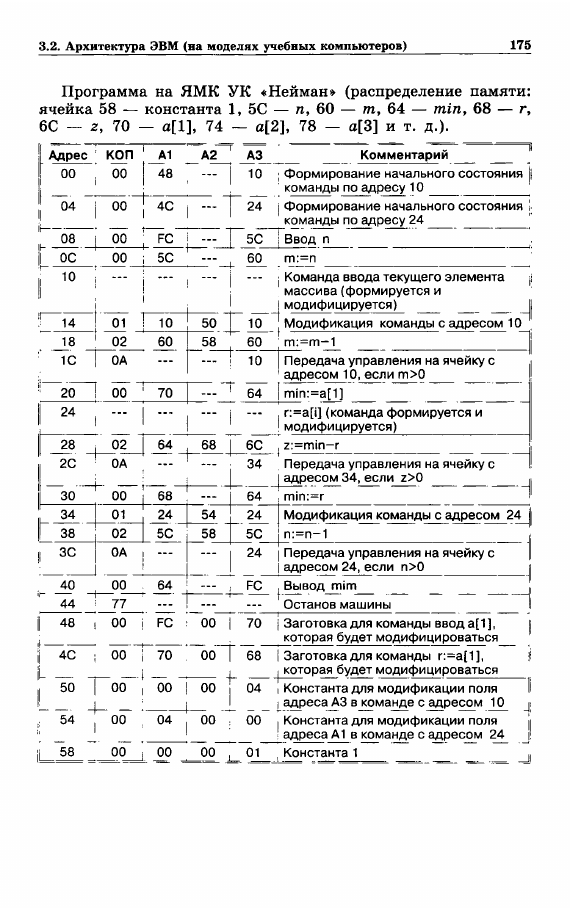 3.2. Архитектура ЭВМ (на моделях учебных компьютеров) 175
Программа на ЯМК УК «Нейман» (распределение памяти:
ячейка 58 — константа 1, 5C — n, 60 — m, 64 — min, 68 — r,
6C — z, 70 — a[1], 74 — a[2], 78 — a[3] и т. д.).
Адрес КОП А1 А2 А3 Комментарий
00 00 48 --- 10 Формирование начального состояния
команды по адресу 10
04 00 4C --- 24 Формирование начального состояния
команды по адресу 24
08 00 FC --- 5C Ввод n
0C 00 5C --- 60 m:=n
10 --- --- --- --- Команда ввода текущего элемента
массива (формируется и
модифицируется)
14 01 10 50 10 Модификация команды с адресом 10
18 02 60 58 60 m:=m–1
1C 0A --- --- 10 Передача управления на ячейку с
адресом 10, если m>0
20 00 70 --- 64 min:=a[1]
24 --- --- --- --- r:=a[i] (команда формируется и
модифицируется)
28 02 64 68 6C z:=min–r
2C 0A --- --- 34 Передача управления на ячейку с
адресом 34, если z>0
30 00 68 --- 64 min:=r
34 01 24 54 24 Модификация команды с адресом 24
38 02 5C 58 5C n:=n–1
3C 0A --- --- 24 Передача управления на ячейку с
адресом 24, если n>0
40 00 64 --- FC Вывод mim
44 77 --- --- --- Останов машины
48 00 FC 00 70 Заготовка для команды ввод a[1],
которая будет модифицироваться
4C 00 70 00 68 Заготовка для команды r:=a[1],
которая будет модифицироваться
50 00 00 00 04 Константа для модификации поля
адреса А3 в команде с адресом 10
54 00 04 00 00 Константа для модификации поля
адреса А1 в команде с адресом 24
58 00 00 00 01 Константа 1